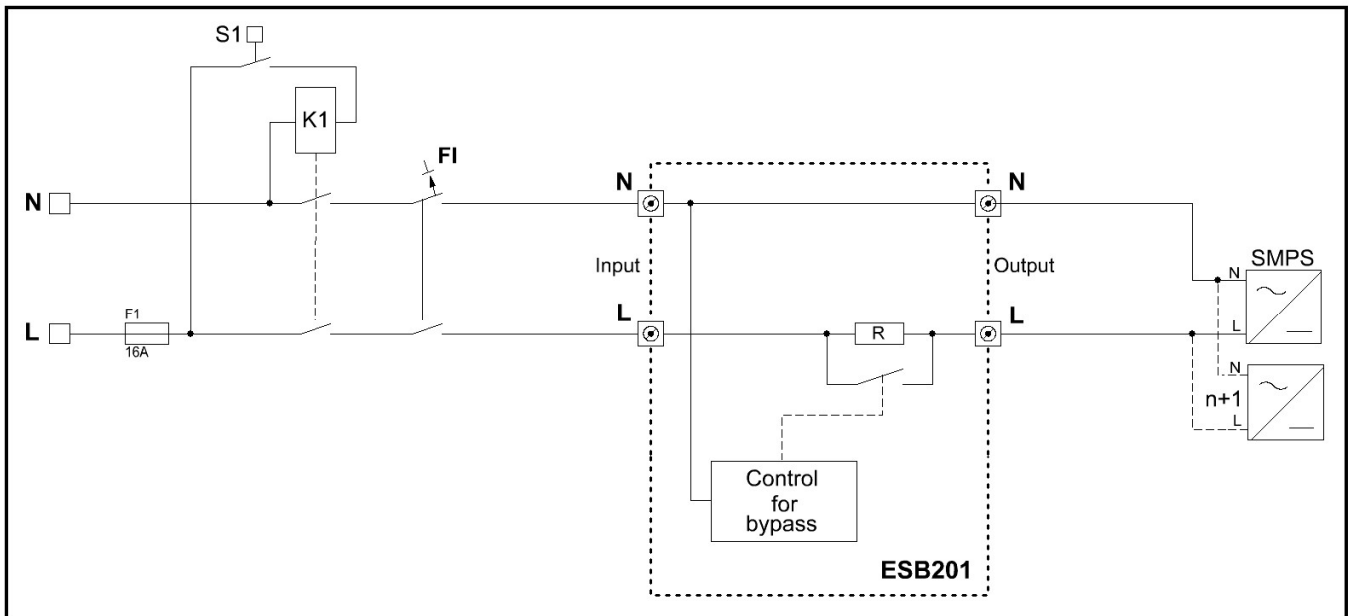 S1
K1
FI
N
N
N
Input
Output
SMPS
N
L
F1
16A
L
L
L
R
N
n+1
L
Control
for
bypass
ESB201